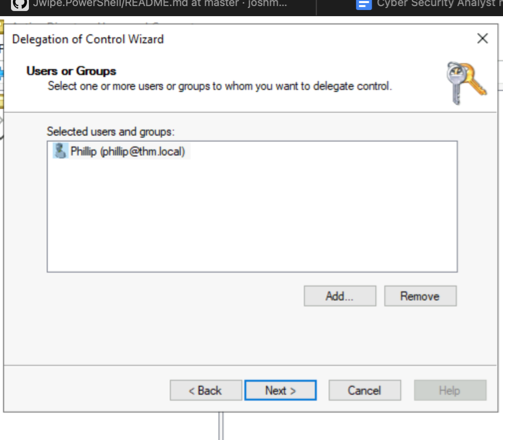 Jwipe.PowerShell/README.md at master · joshm...
Cyber Security Analyst
Delegation of Control Wizard
Users or Groups
Select one or more users or groups to whom you want to delegate control.
Selected users and groups:
Phillip (phillip@thm.local)
Add...
Remove
< Back
Next >
Cancel
Help